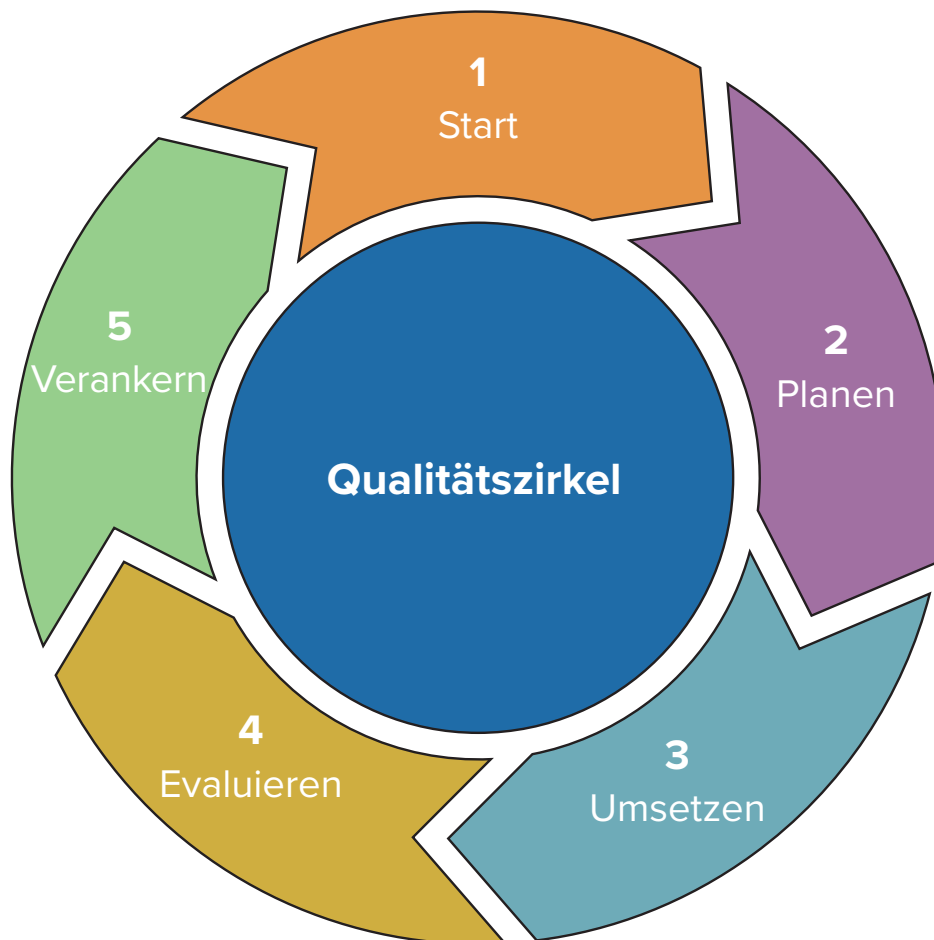 1
Start
2
Planen
3
Umsetzen
4
Evaluieren
5
Verankern
Qualitätszirkel